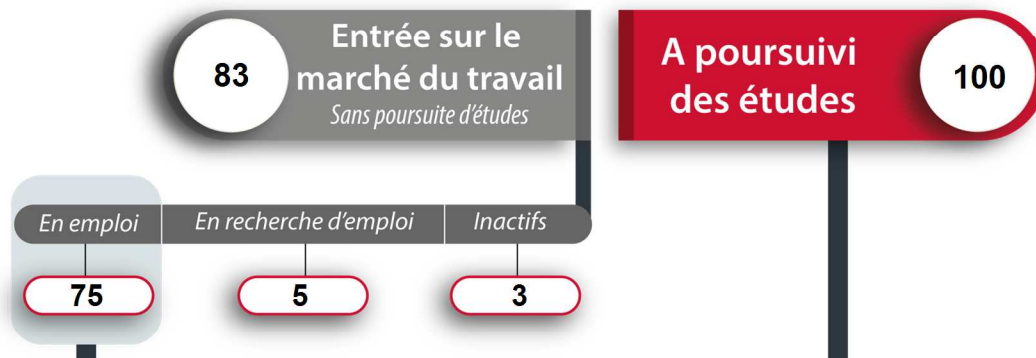 83
Entrée sur le
marché du travail
Sans poursuite d'études
A poursuivi
des études
100
En emploi
En recherche d'emploi
Inactifs
75
5
3